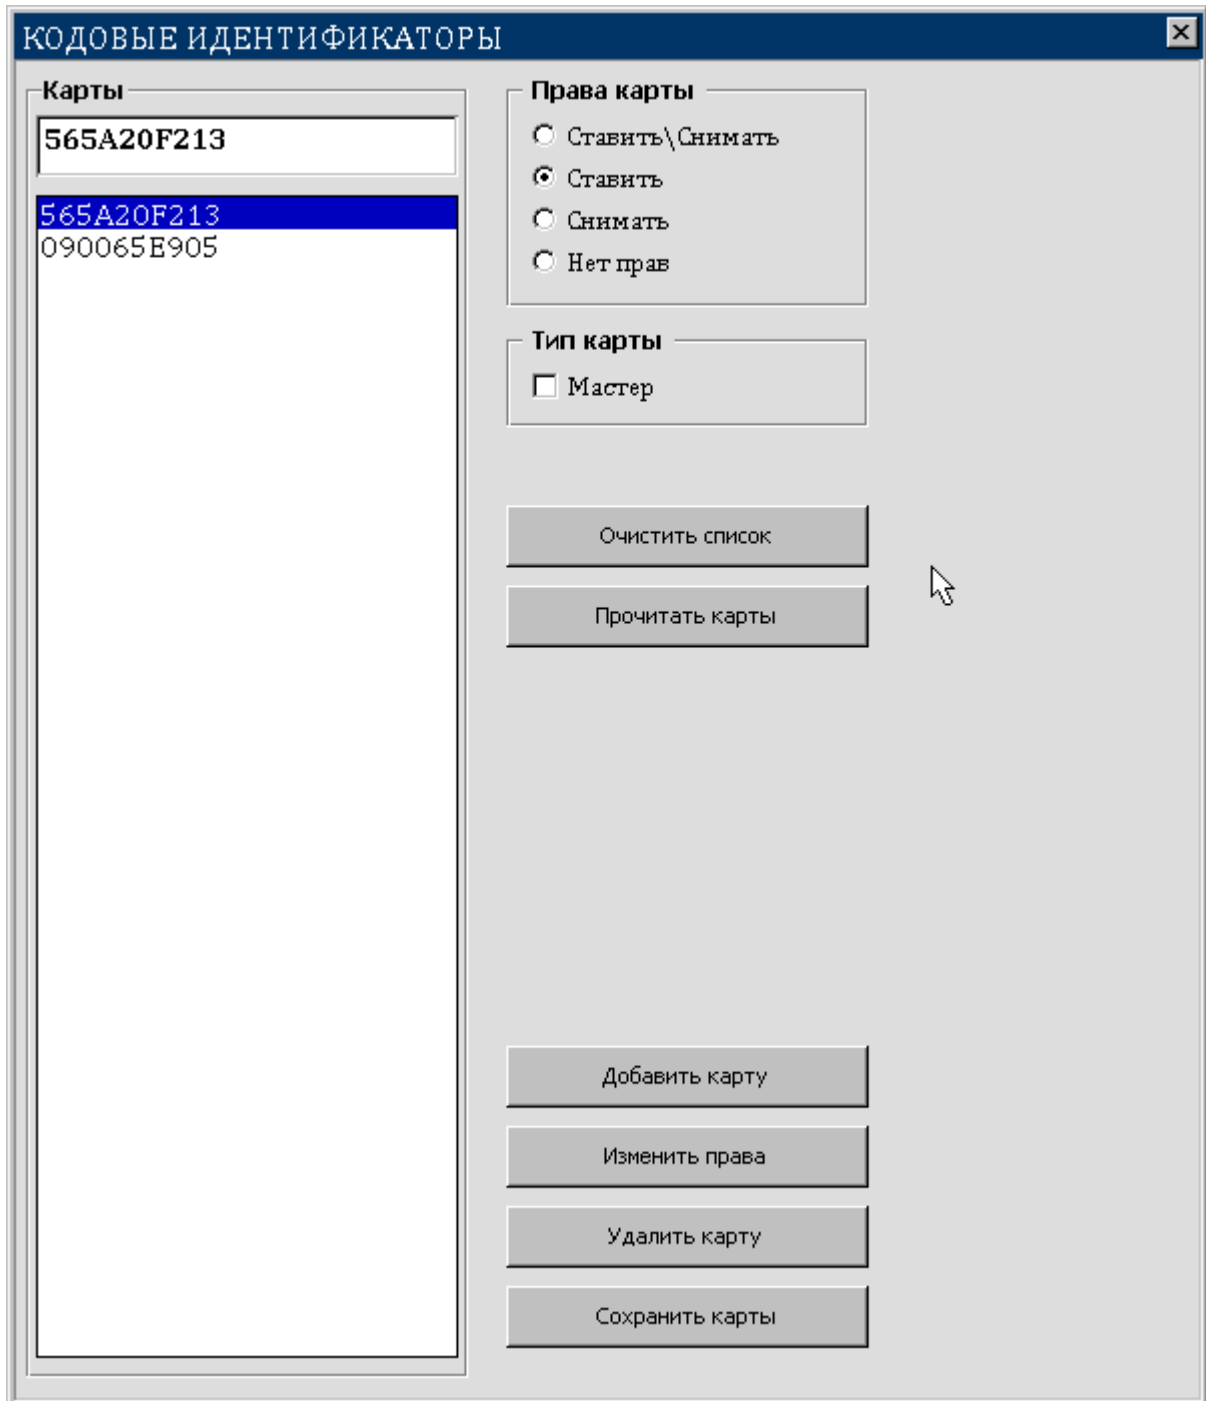 КОДОВЫЕ ИДЕНТИФИКАТОРЫ
Карты
565A20F213
565A20F213
090065E905
Права карты
Ставить\Снимать
Ставить
Снимать
Нет прав
Тип карты
Мастер
Очистить список
Прочитать карты
Добавить карту
Изменить права
Удалить карту
Сохранить карты